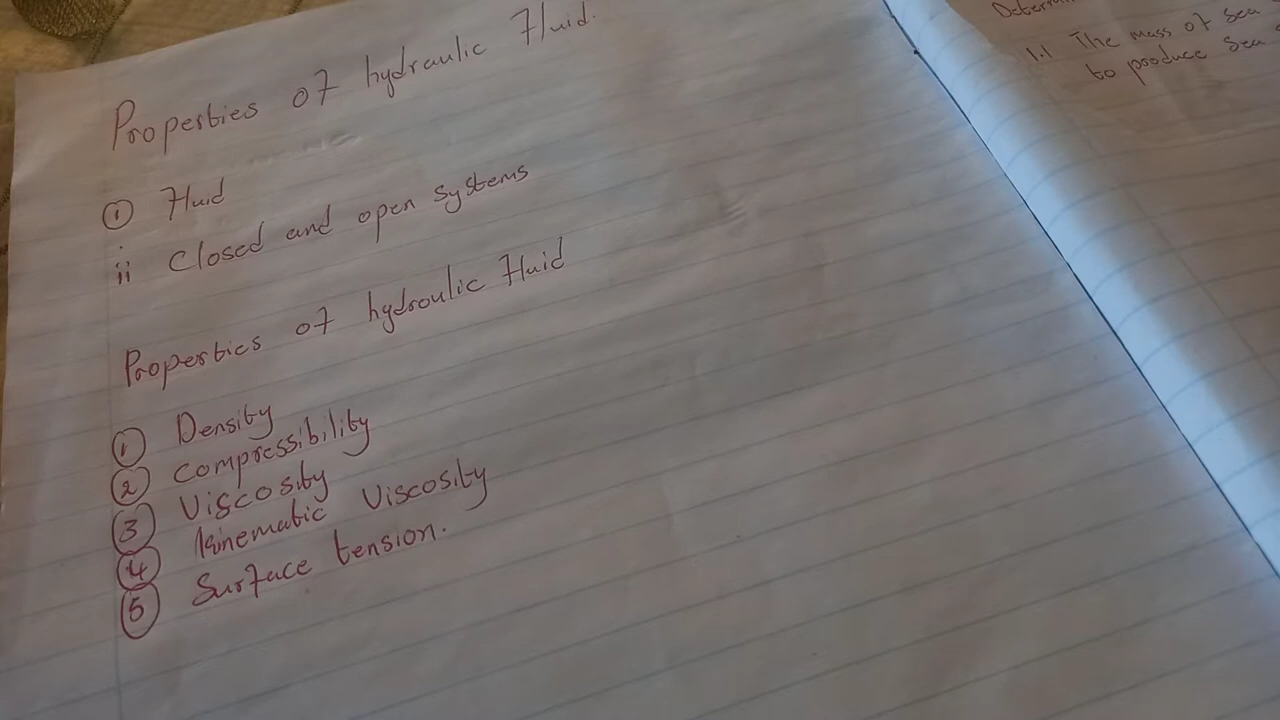 Properties of hydraulic Fluid.
① Fluid
ii Closed and open systems
Properties of hydroulic Fluid
① Density
② compressibility
③ Viscosity
④ kinematic Viscosity
⑤ Surface tension.
1.1 The mass of sea
to produce sea